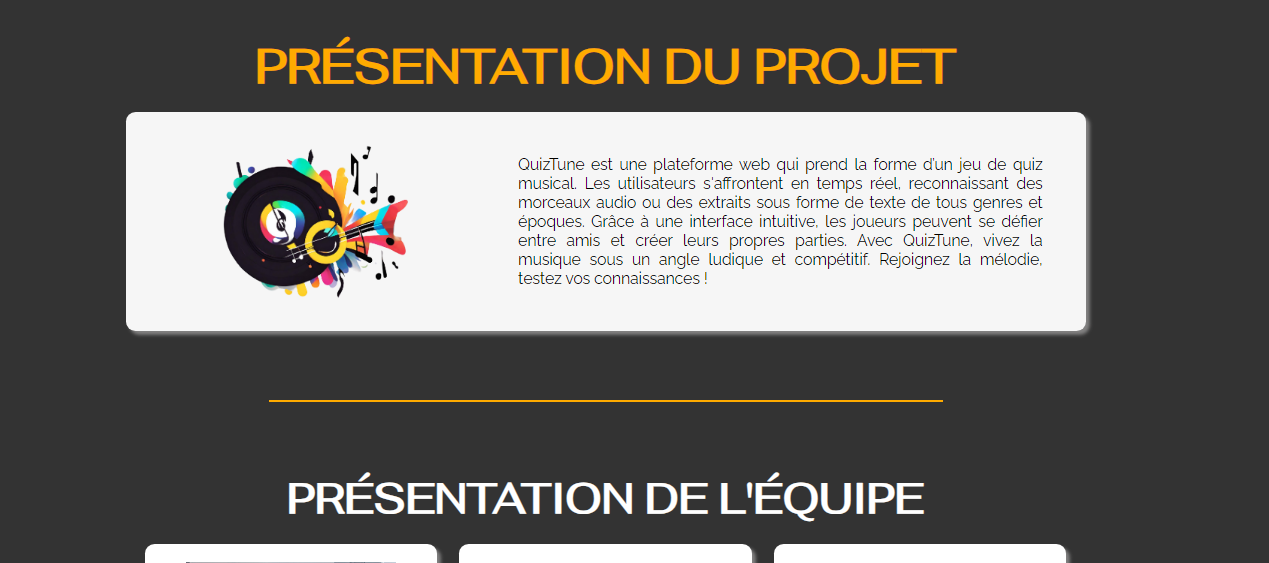 PRÉSENTATION DU PROJET
QuizTune est une plateforme web qui prend la forme d'un jeu de quiz
musical. Les utilisateurs s'affrontent en temps réel, reconnaissant des
morceaux audio ou des extraits sous forme de texte de tous genres et
époques. Grâce à une interface intuitive, les joueurs peuvent se défier
entre amis et créer leurs propres parties. Avec QuizTune, vivez la
musique sous un angle ludique et compétitif. Rejoignez la mélodie,
testez vos connaissances !
PRÉSENTATION DE L'ÉQUIPE